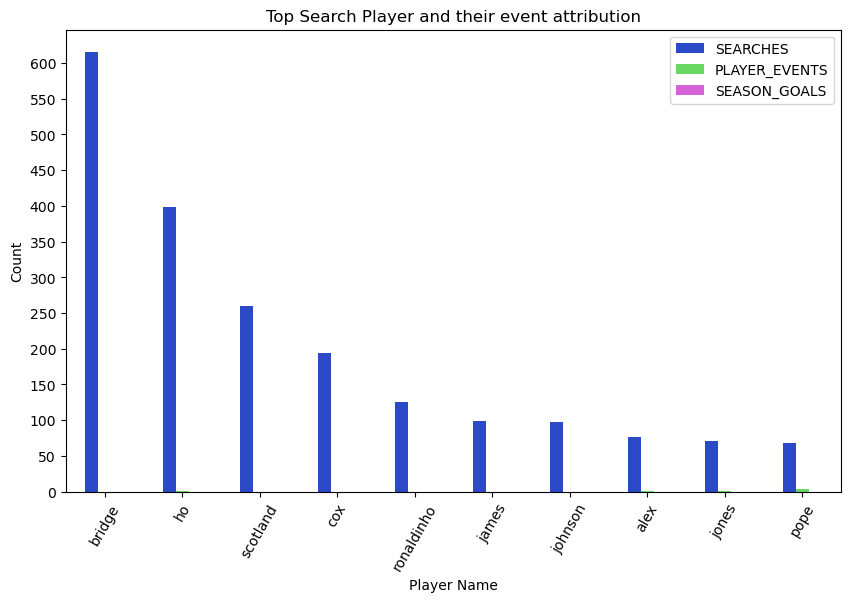 Top Search Player and their event attribution
SEARCHES
PLAYER_EVENTS
SEASON_GOALS
Count
600
550
500
450
400
350
300
250
200
150
100
50
0
bridge
ho
scotland
cox
ronaldinho
james
johnson
alex
jones
pope
Player Name